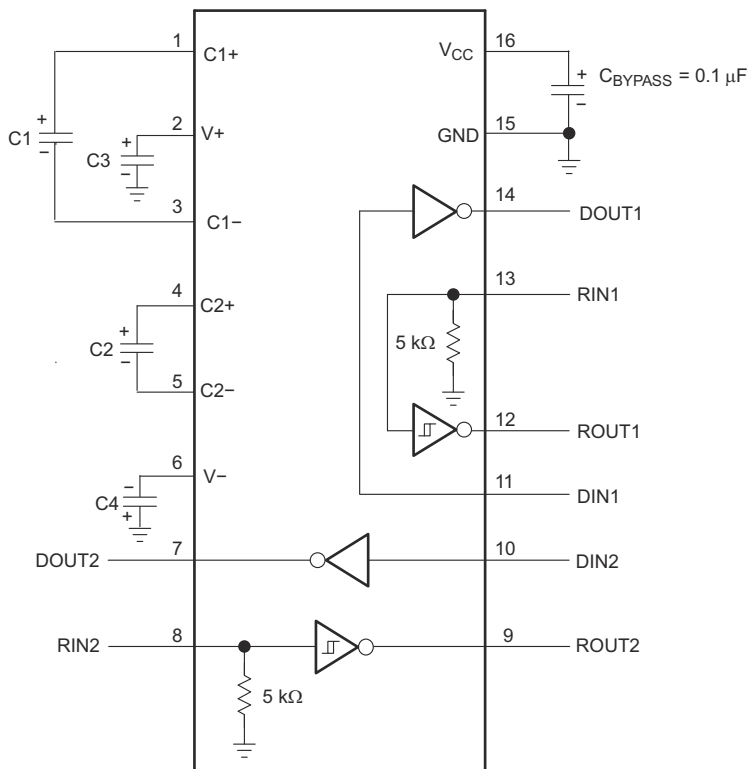 1
C1+
16
VCC
+
−
CBYPASS = 0.1 μF
+
C1
−
2
V+
+
C3
−
15
GND
3
C1−
14
DOUT1
13
RIN1
4
C2+
+
C2
−
5 kΩ
5
C2−
12
ROUT1
6
V−
−
C4
+
11
DIN1
DOUT2
7
10
DIN2
RIN2
8
9
ROUT2
5 kΩ